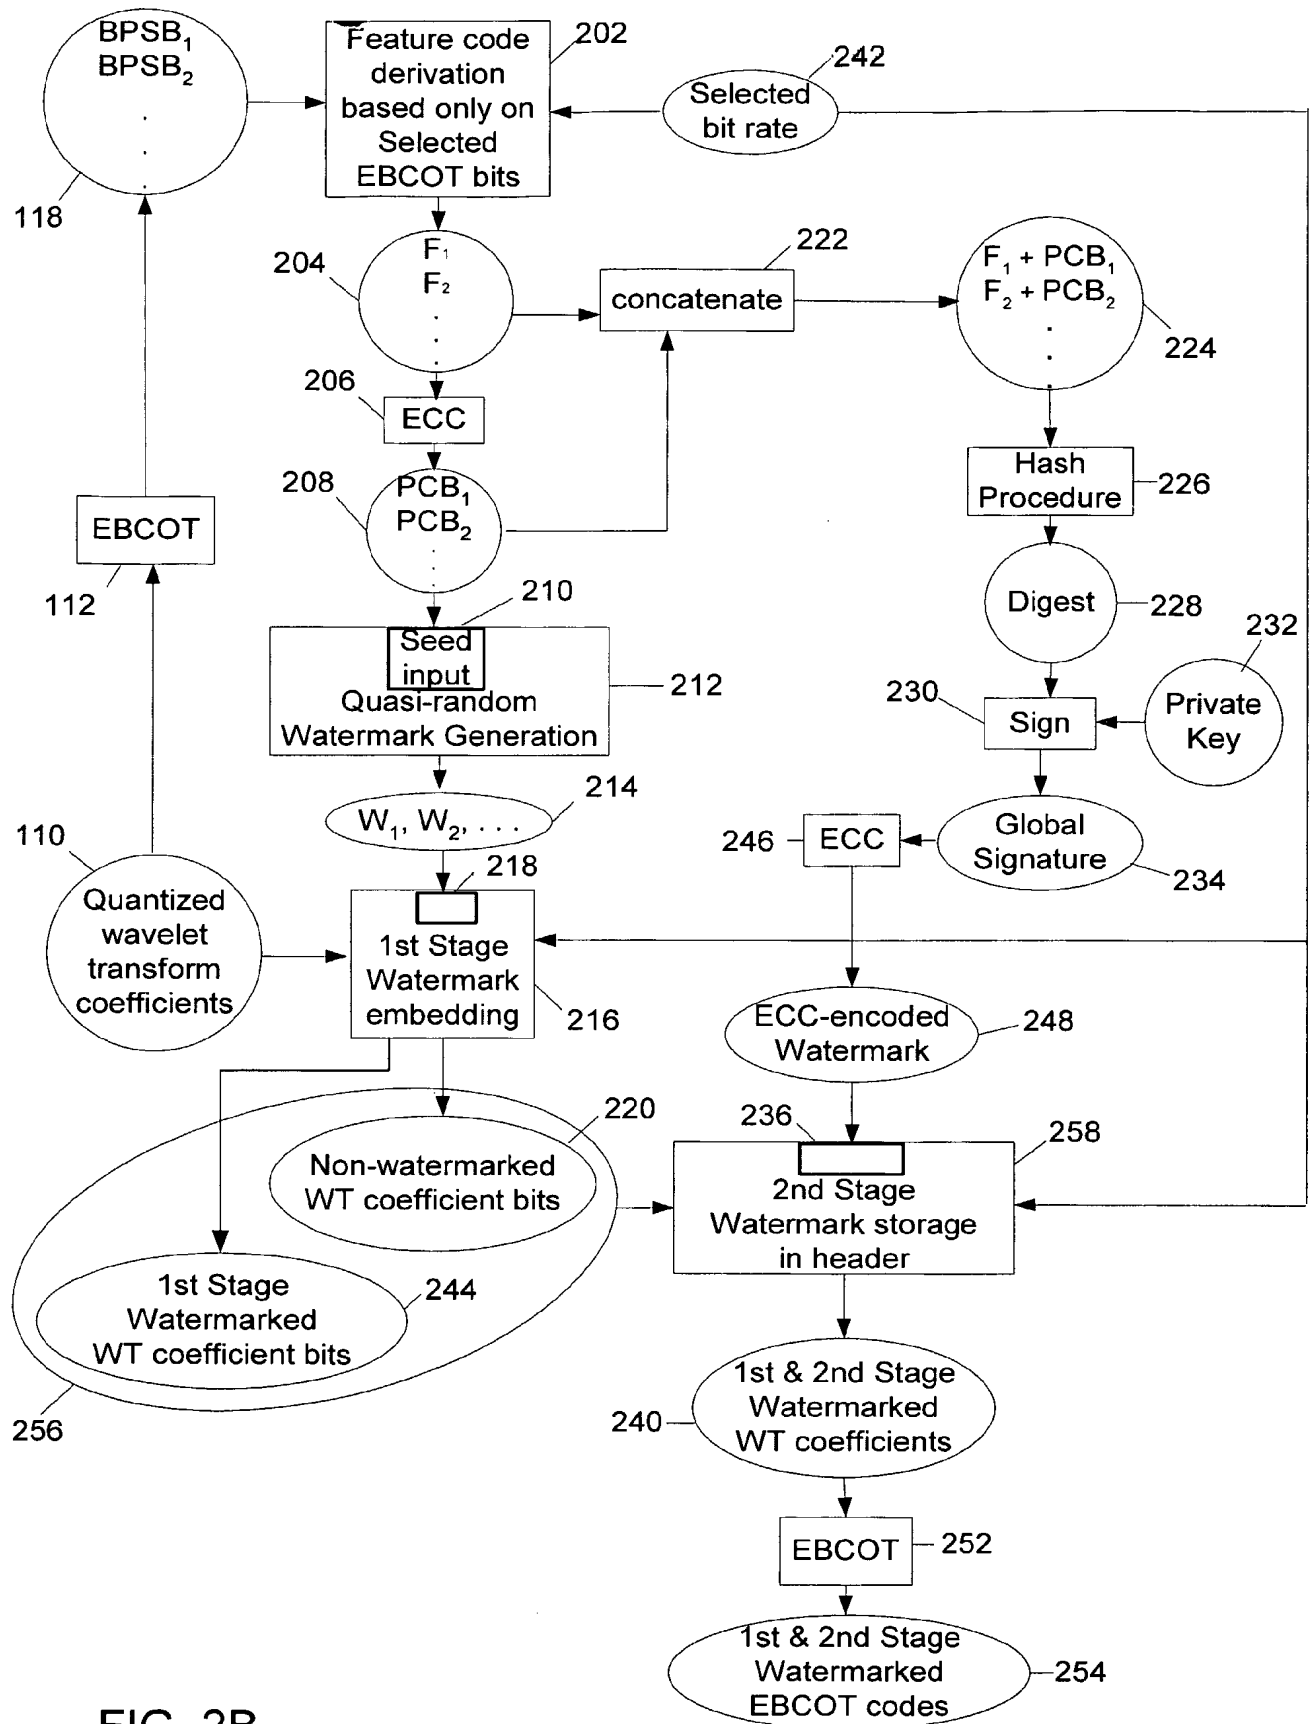 BPSB1
BPSB2
.
.
.
118
Feature code
derivation
based only on
Selected
EBCOT bits
202
242
Selected
bit rate
204
F1
F2
.
.
.
222
concatenate
F1 + PCB1
F2 + PCB2
.
.
.
224
206
ECC
208
PCB1
PCB2
.
.
.
Hash
Procedure
226
EBCOT
112
210
Seed
input
Quasi-random
Watermark Generation
212
Digest
228
232
Private
Key
230
Sign
214
W1, W2, . . .
110
Quantized
wavelet
transform
coefficients
246
ECC
Global
Signature
234
218
1st Stage
Watermark
embedding
216
ECC-encoded
Watermark
248
220
Non-watermarked
WT coefficient bits
236
258
2nd Stage
Watermark storage
in header
1st Stage
Watermarked
WT coefficient bits
244
256
1st & 2nd Stage
Watermarked
WT coefficients
240
EBCOT
252
1st & 2nd Stage
Watermarked
EBCOT codes
254
FIG. 2B